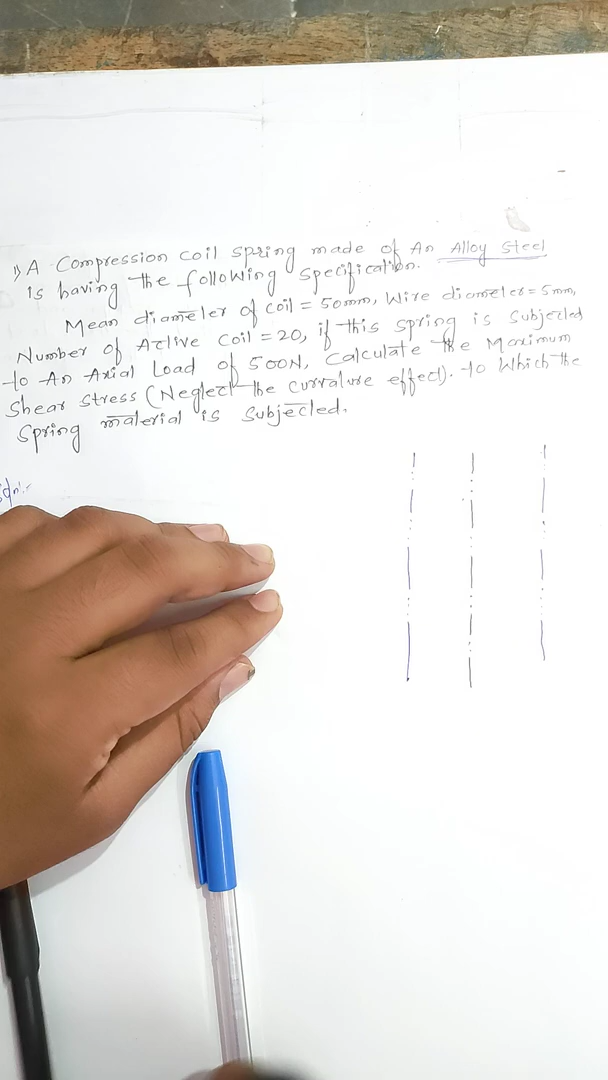 1) A Compression coil spring made of An Alloy Steel
is having the following specification.
Mean diameter of coil = 50mm, Wire diameter = 5mm,
Number of Active coil = 20, if this spring is subjected
to An Axial Load of 500N, Calculate the Maximum
Shear Stress (Neglect the curvature effect). to Which the
Spring material is Subjected.
Soln:-